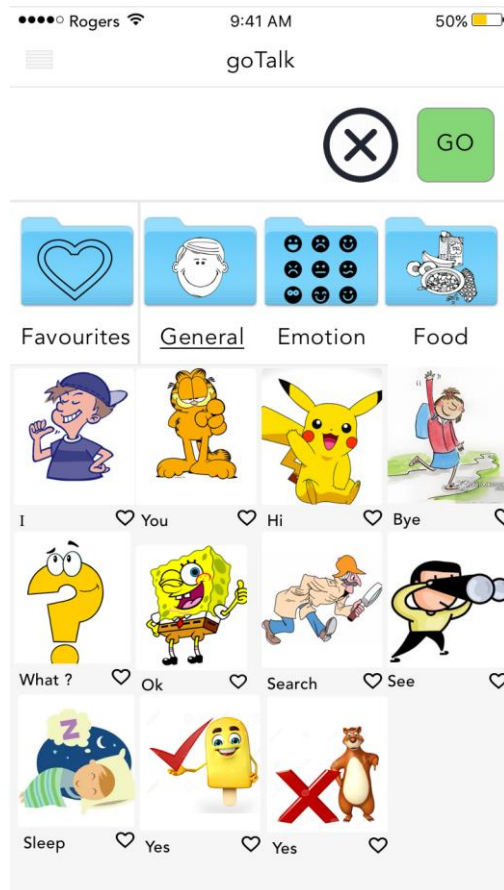 Rogers 9:41 AM 50%
goTalk
GO
Favourites General Emotion Food
I You Hi Bye
What ? Ok Search See
Z
Sleep Yes Yes